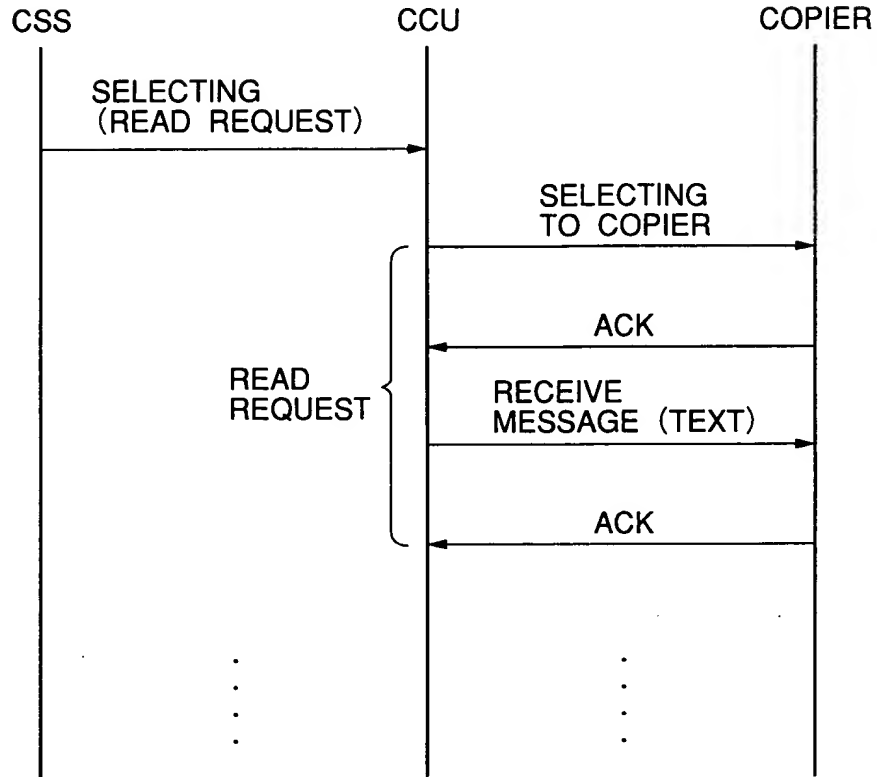 CSS
CCU
COPIER
SELECTING
(READ REQUEST)
SELECTING
TO COPIER
ACK
READ
REQUEST
RECEIVE
MESSAGE (TEXT)
ACK